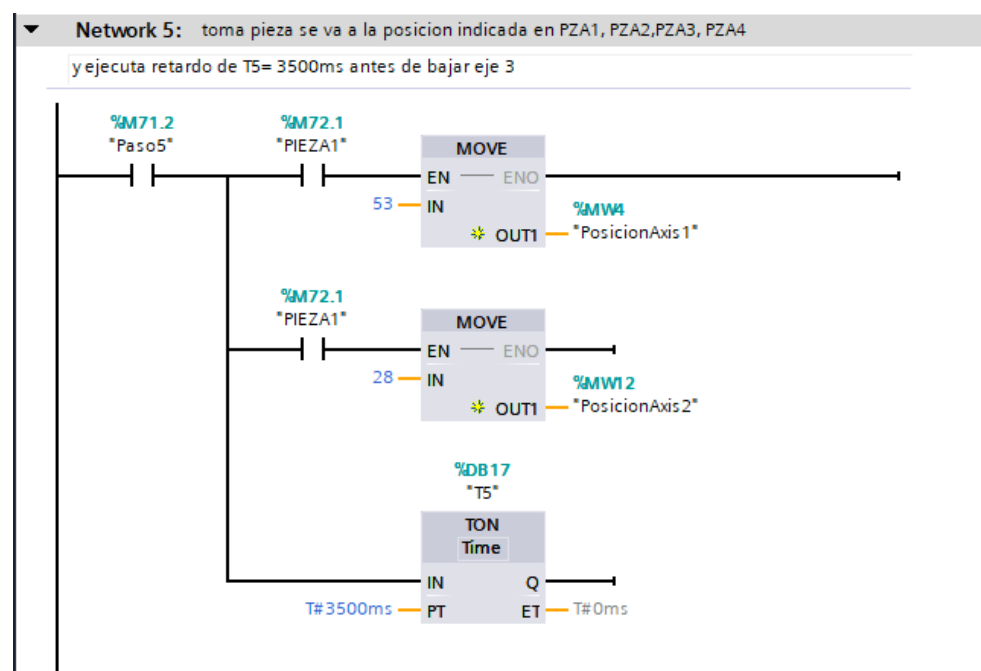 Network 5: toma pieza se va a la posicion indicada en PZA1, PZA2,PZA3, PZA4
y ejecuta retardo de T5= 3500ms antes de bajar eje 3
%M71.2
"Paso5"
%M72.1
"PIEZA1"
MOVE
EN ENO
53 IN
OUT1
%MW4
"PosicionAxis1"
%M72.1
"PIEZA1"
MOVE
EN ENO
28 IN
OUT1
%MW12
"PosicionAxis2"
%DB17
"T5"
TON
Time
IN Q
T#3500ms PT ET T#0ms